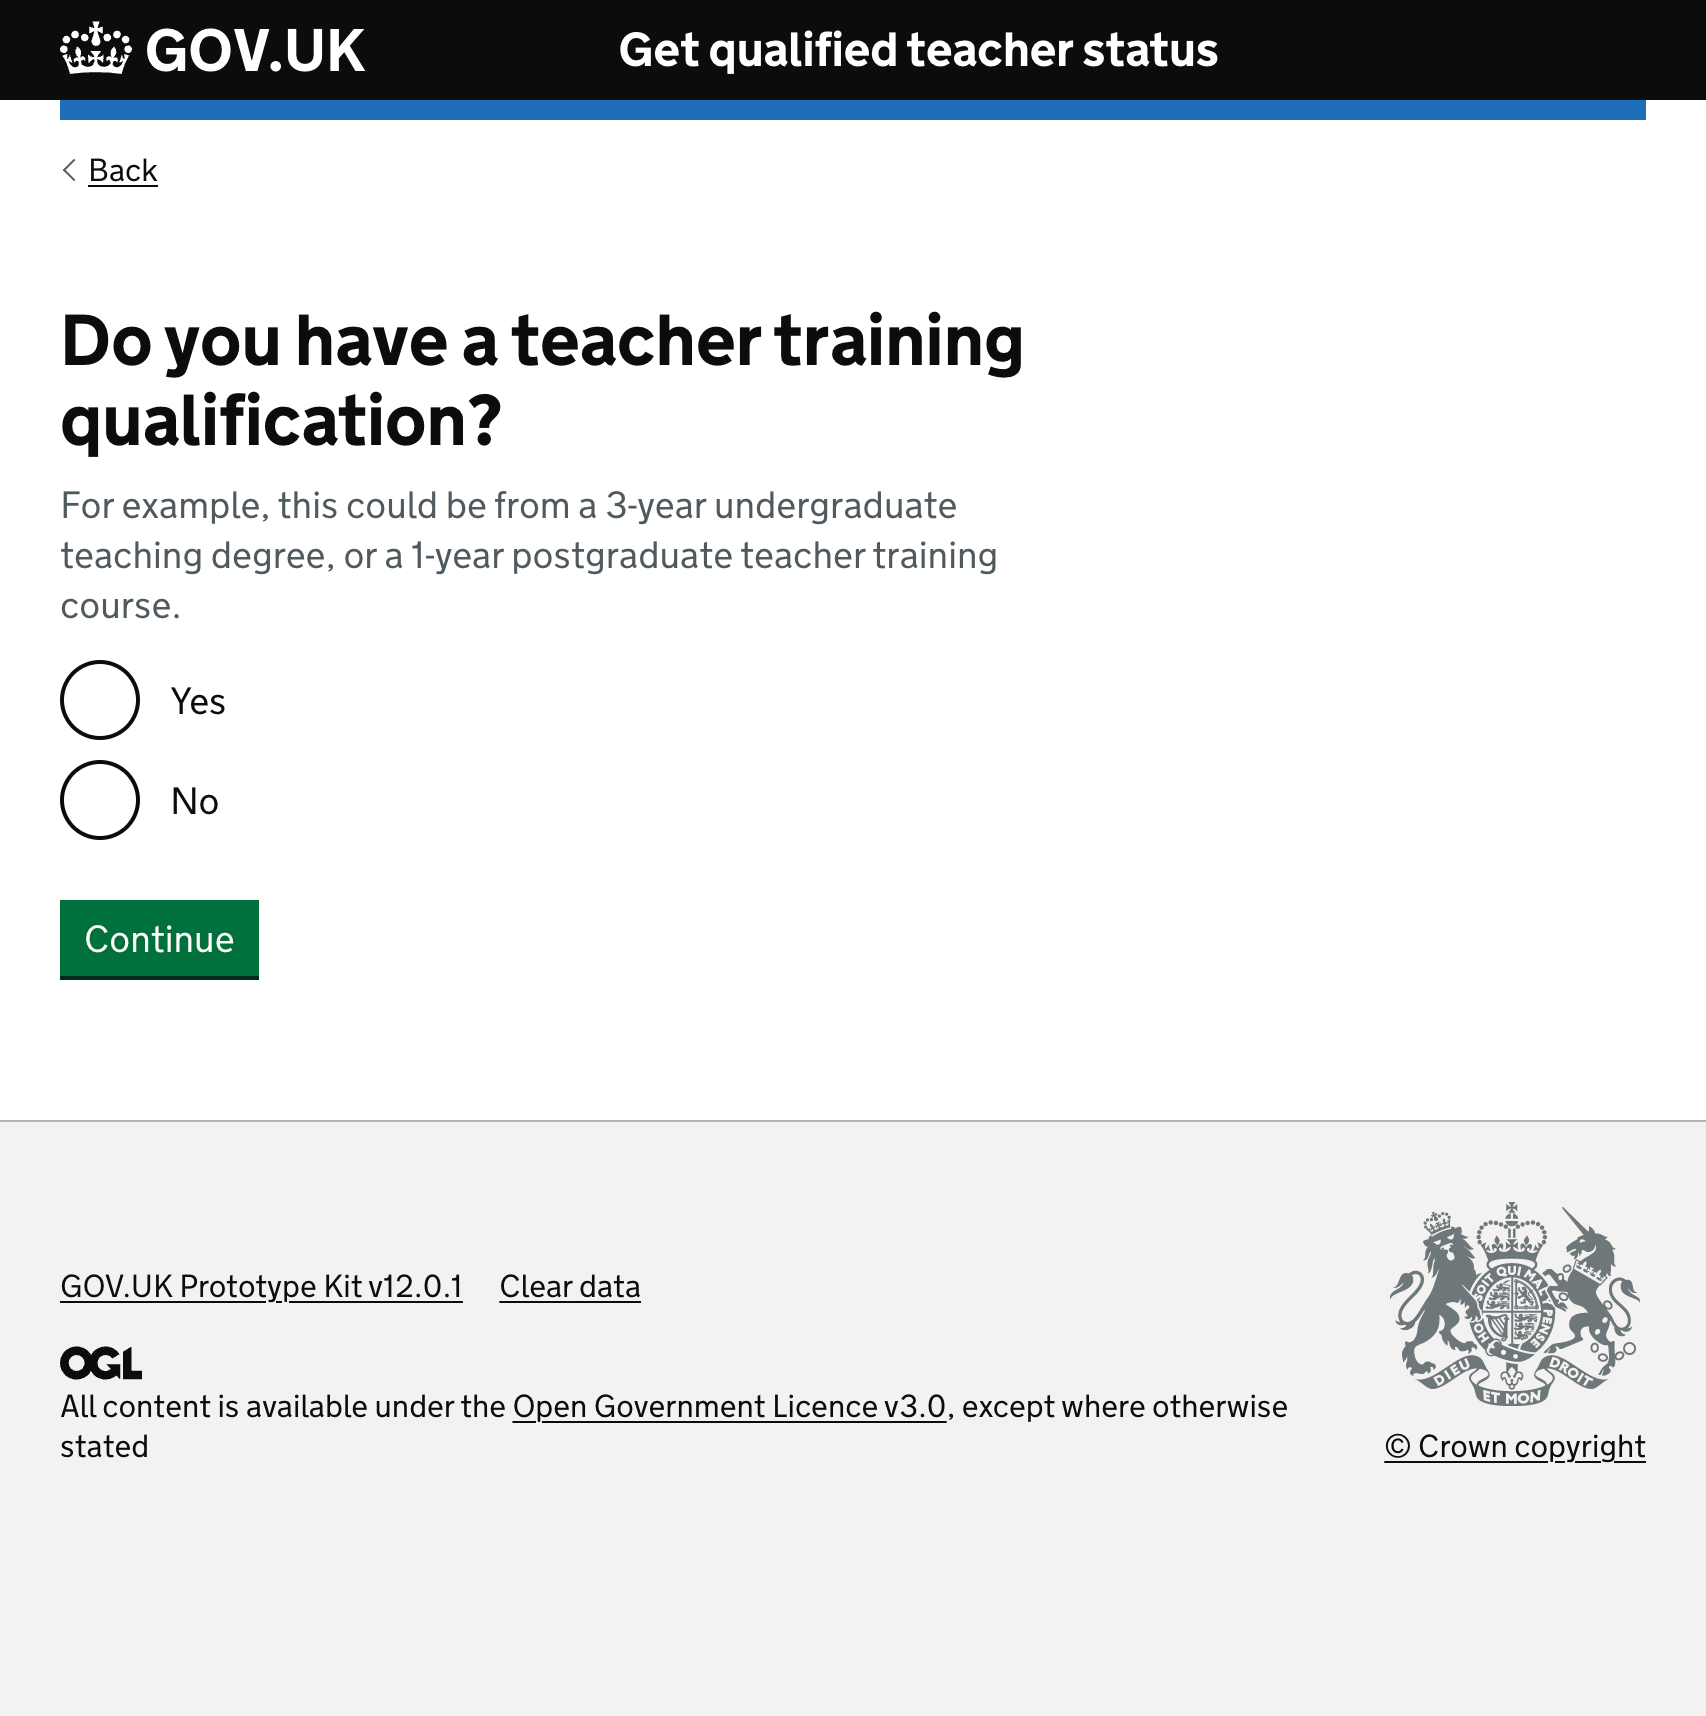 GOV.UK
Get qualified teacher status
Back
Do you have a teacher training
qualification?
For example, this could be from a 3-year undergraduate
teaching degree, or a 1-year postgraduate teacher training
course.
Yes
No
Continue
GOV.UK Prototype Kit v12.0.1 Clear data
OGL
All content is available under the Open Government Licence v3.0, except where otherwise
stated
SOIT QUI MAL Y PENSE
DIEU ET MON DROIT
© Crown copyright